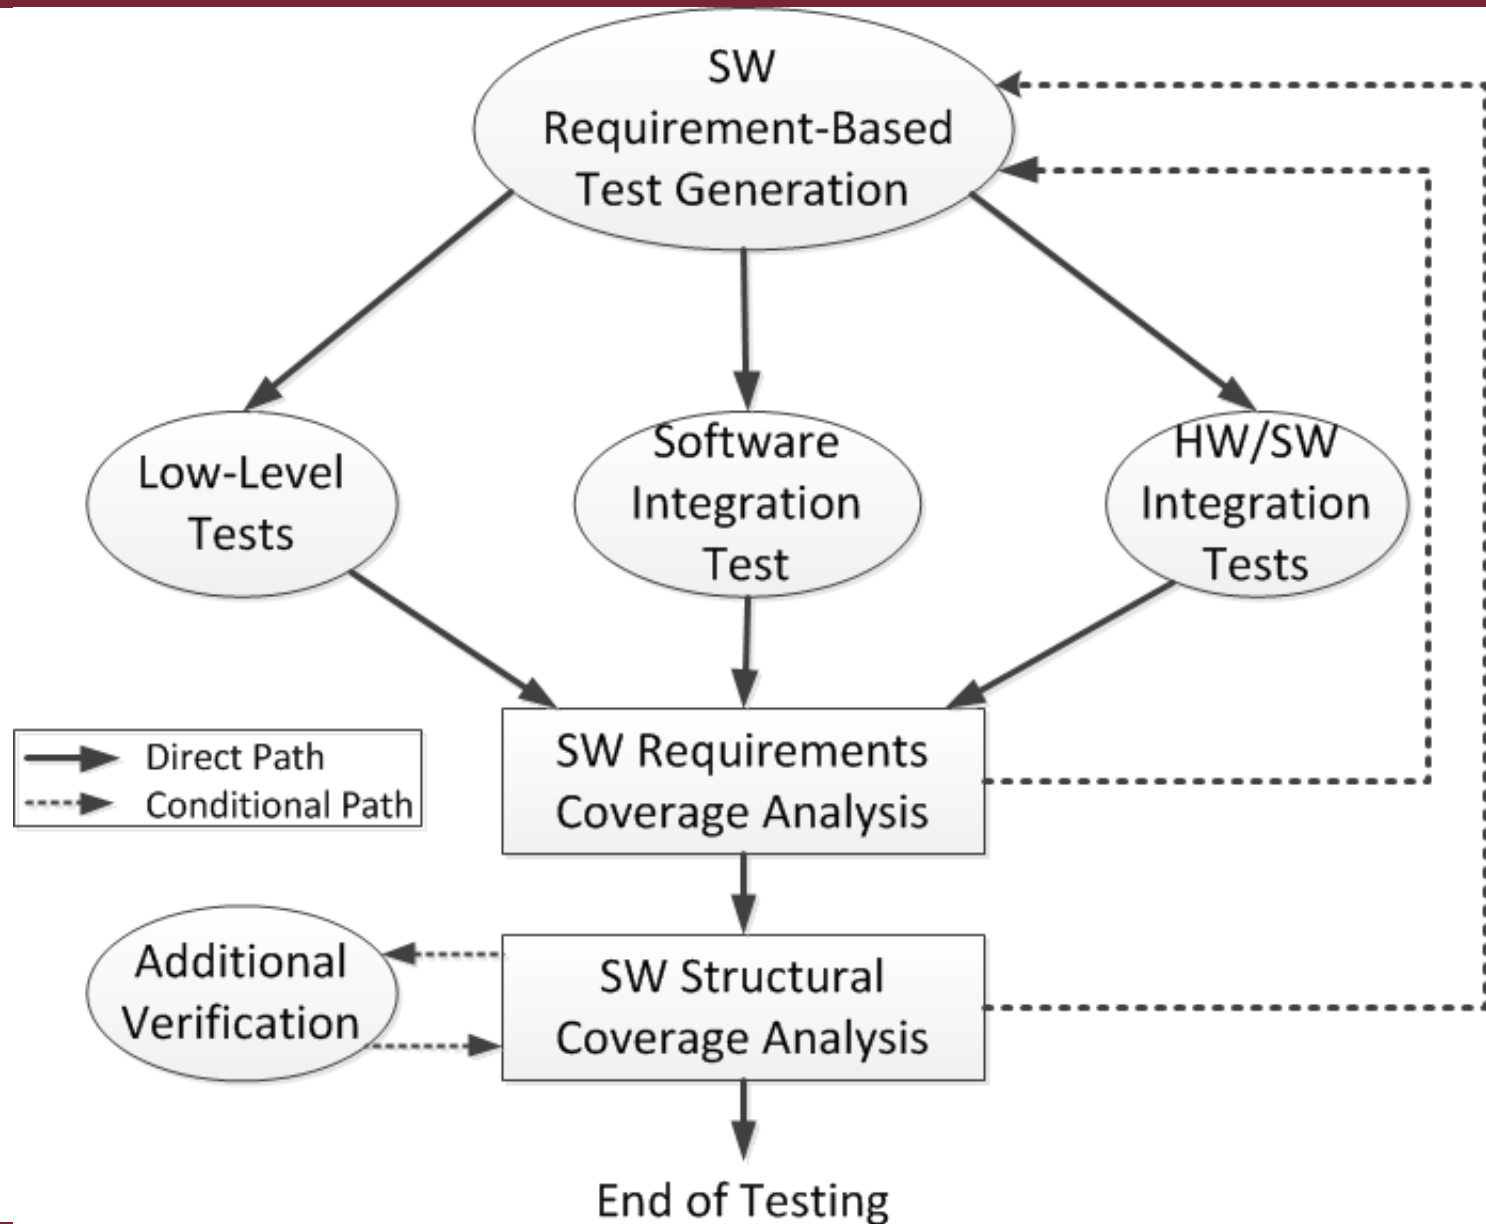 SW
Requirement-Based
Test Generation
Low-Level
Tests
Software
Integration
Test
HW/SW
Integration
Tests
SW Requirements
Coverage Analysis
Direct Path
Conditional Path
Additional
Verification
SW Structural
Coverage Analysis
End of Testing